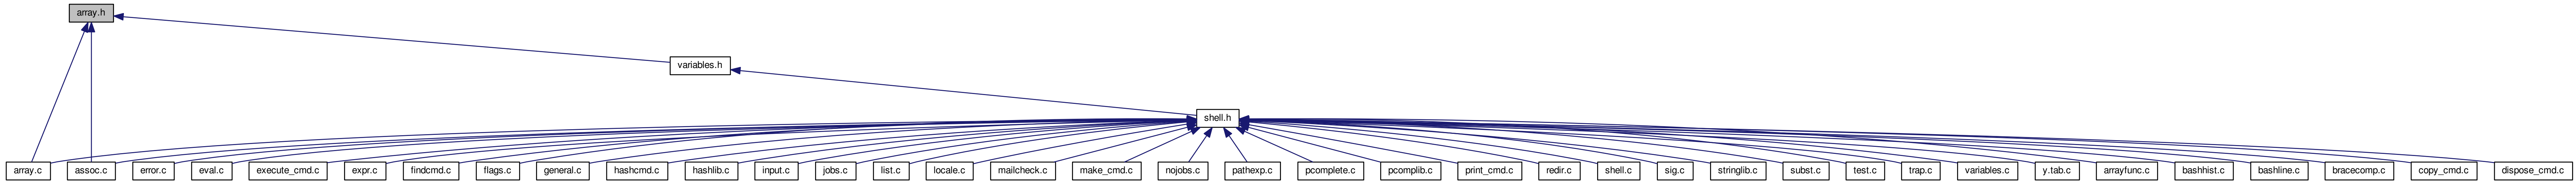 array.h
variables.h
shell.h
array.c assoc.c error.c eval.c execute_cmd.c expr.c findcmd.c flags.c general.c hashcmd.c hashlib.c input.c jobs.c list.c locale.c mailcheck.c make_cmd.c nojobs.c pathexp.c pcomplete.c pcomplib.c print_cmd.c redir.c shell.c sig.c stringlib.c subst.c test.c trap.c variables.c y.tab.c arrayfunc.c bashhist.c bashline.c bracecomp.c copy_cmd.c dispose_cmd.c